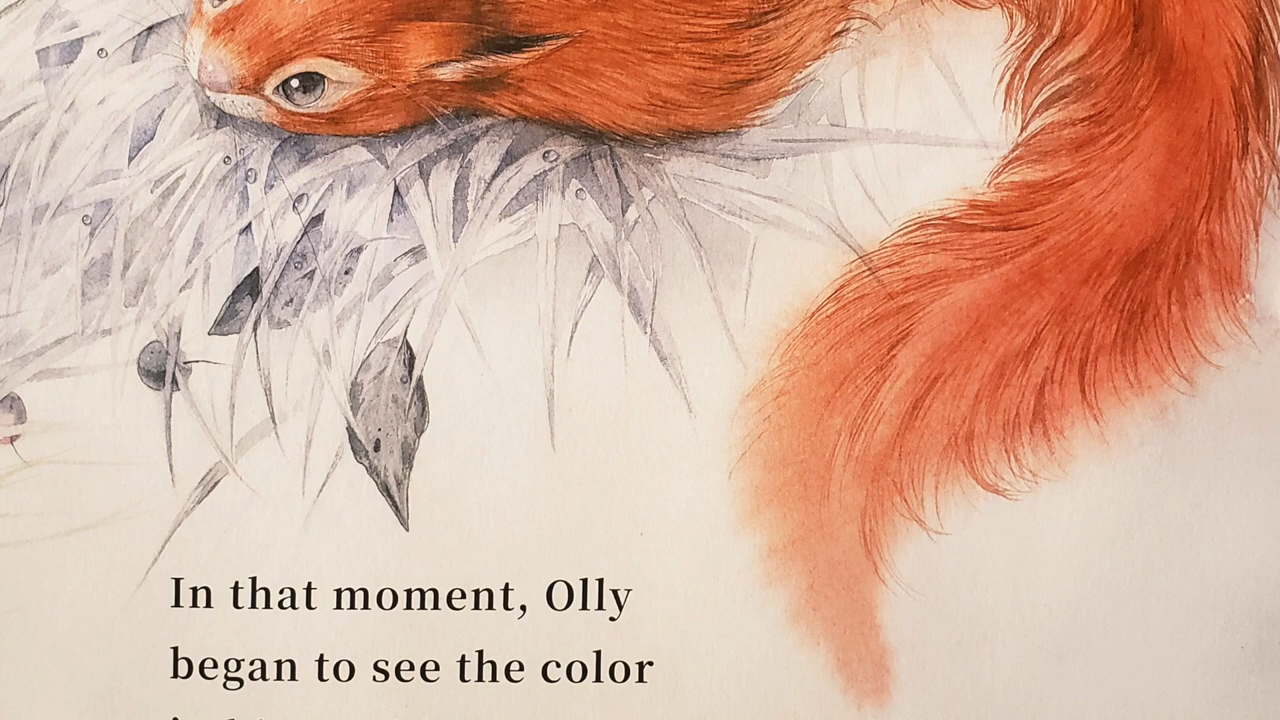 In that moment, Olly
began to see the color